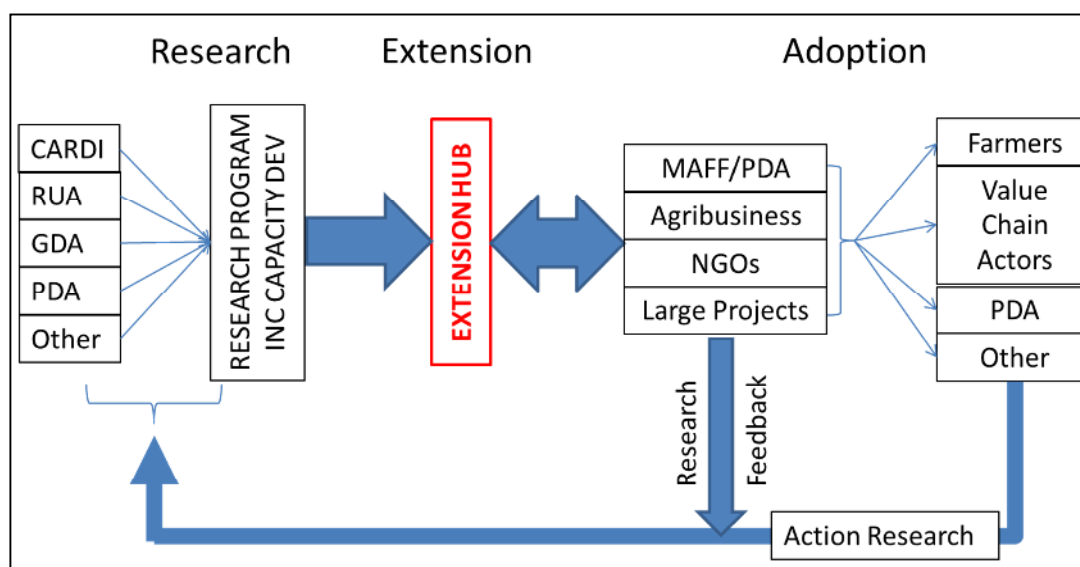 Research
Extension
Adoption
CARDI
RUA
GDA
PDA
Other
RESEARCH PROGRAM
INC CAPACITY DEV
EXTENSION HUB
MAFF/PDA
Agribusiness
NGOs
Large Projects
Farmers
Value
Chain
Actors
PDA
Other
Research
Feedback
Action Research